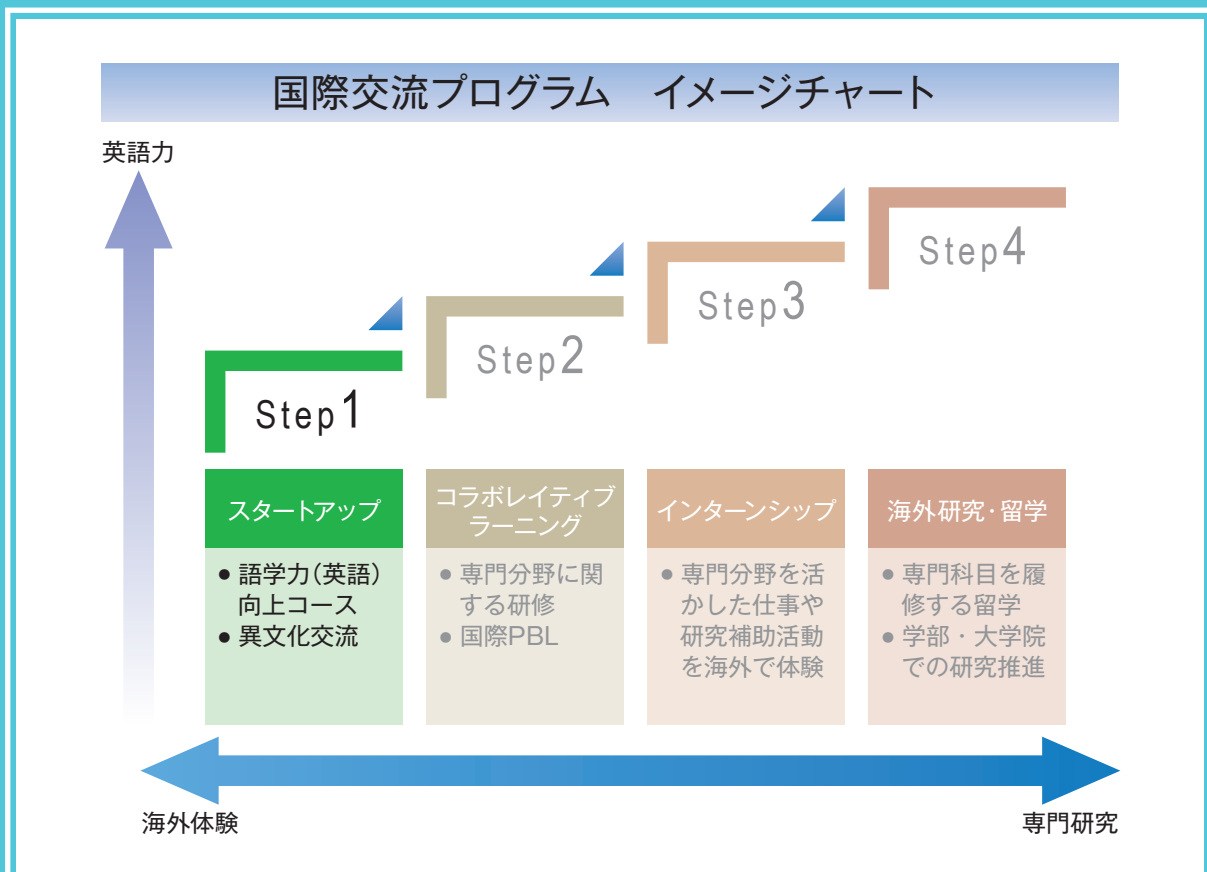 国際交流プログラム　イメージチャート
英語力
Step1
Step2
Step3
Step4
スタートアップ
● 語学力(英語)
向上コース
● 異文化交流
コラボレイティブ
ラーニング
● 専門分野に関
する研修
● 国際PBL
インターンシップ
● 専門分野を活
かした仕事や
研究補助活動
を海外で体験
海外研究・留学
● 専門科目を履
修する留学
● 学部・大学院
での研究推進
海外体験
専門研究